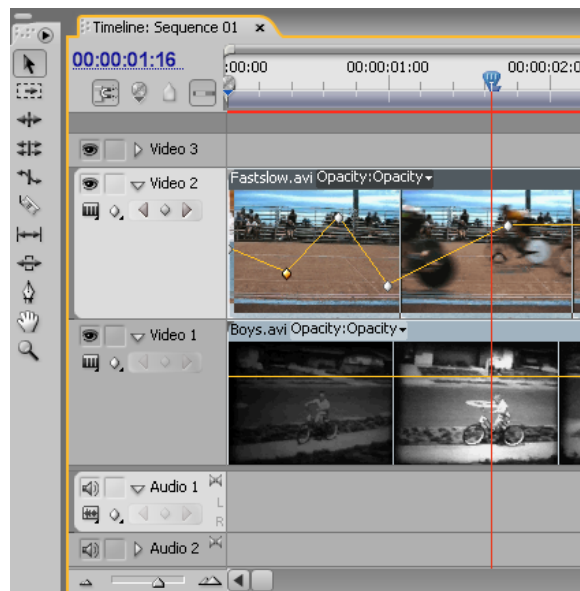 Timeline: Sequence 01 x
00:00:01:16
:00:00 00:00:01:00 00:00:02:0
Video 3
Video 2
Fastslow.avi Opacity:Opacity
Video 1
Boys.avi Opacity:Opacity
Audio 1
L
R
Audio 2